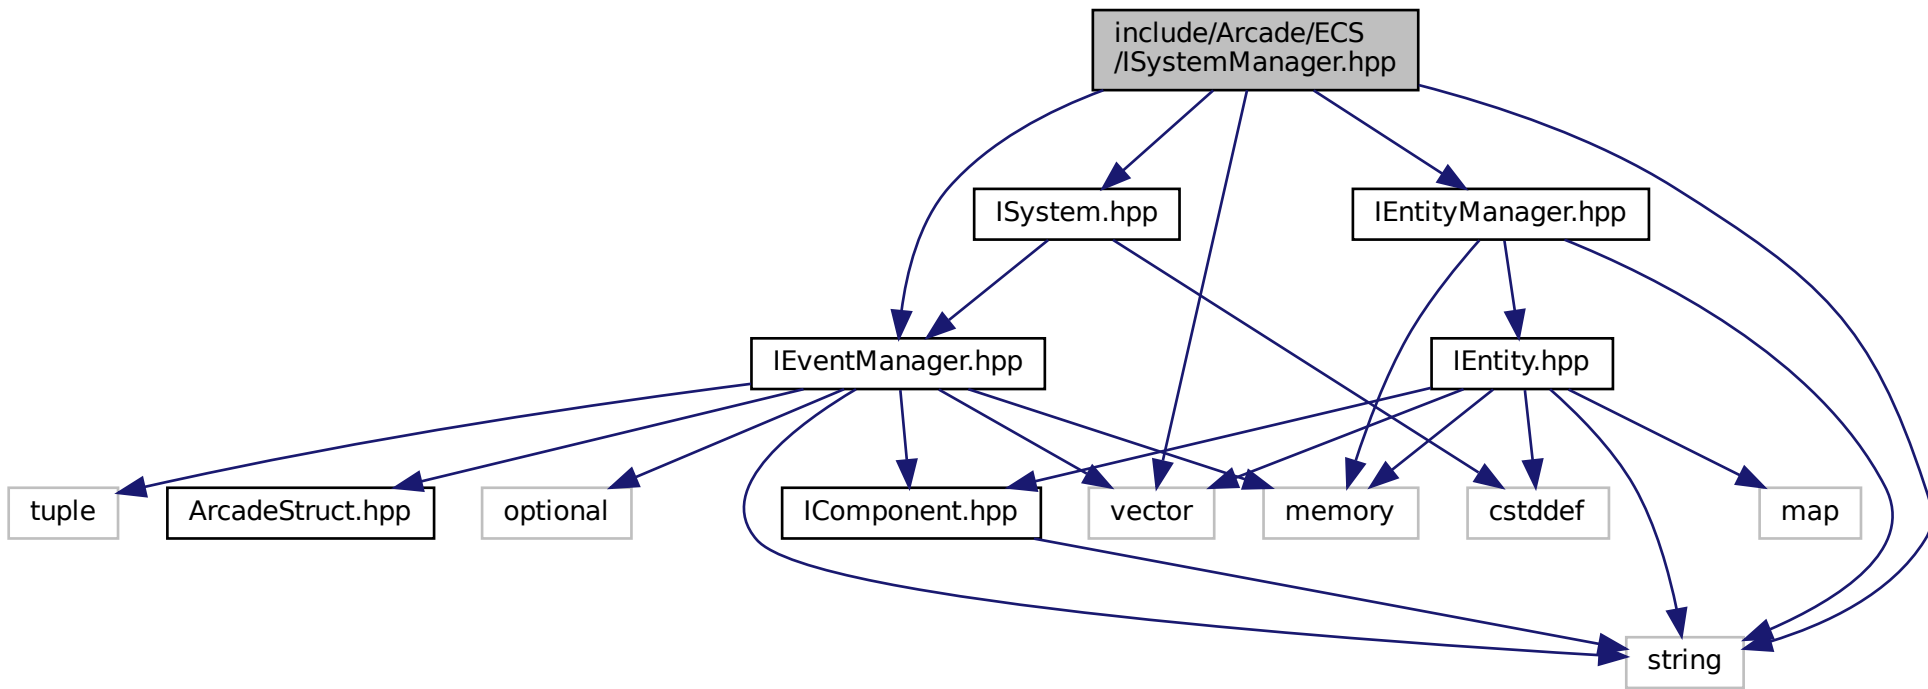 include/Arcade/ECS
/ISystemManager.hpp
ISystem.hpp
IEntityManager.hpp
IEventManager.hpp
IEntity.hpp
tuple
ArcadeStruct.hpp
optional
IComponent.hpp
vector
memory
cstddef
map
string